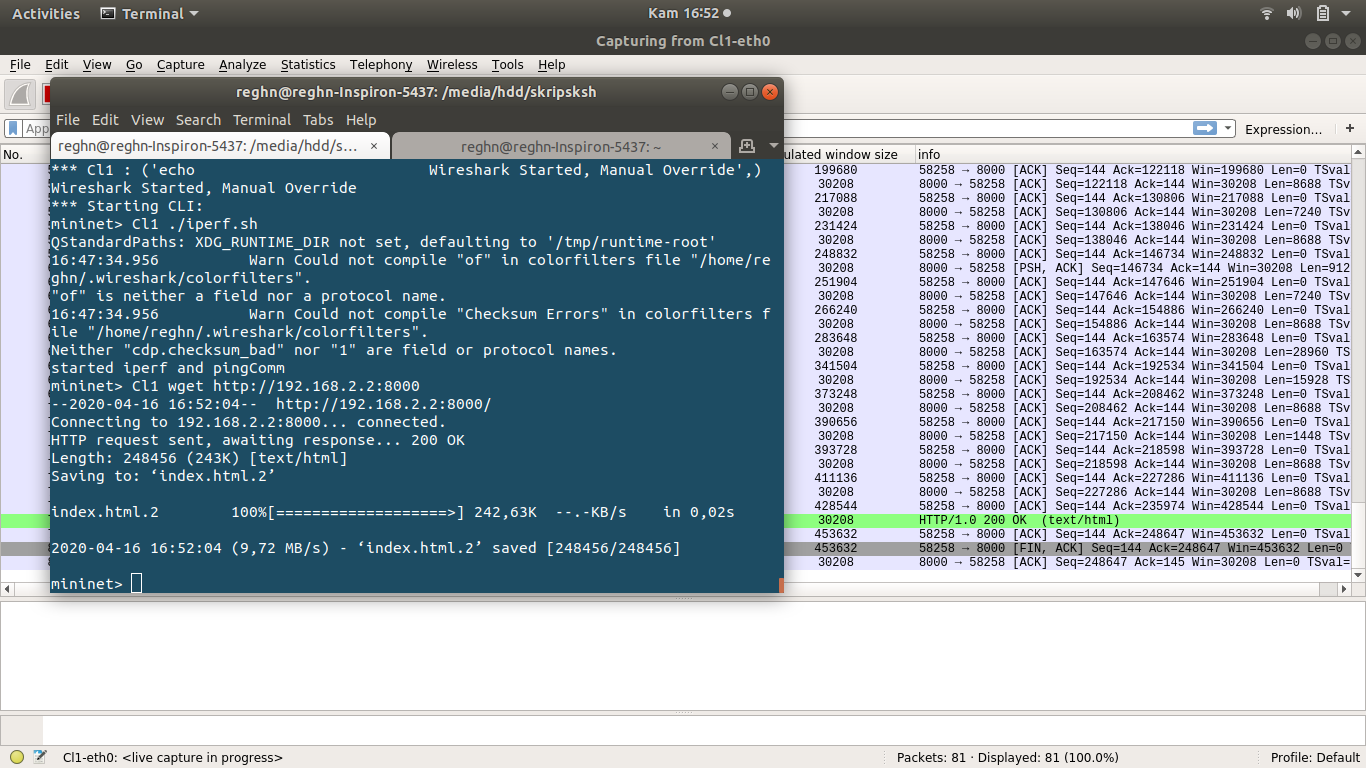 Activities Terminal Kam 16:52
Capturing from Cl1-eth0
File Edit View Go Capture Analyze Statistics Telephony Wireless Tools Help
reghn@reghn-Inspiron-5437: /media/hdd/skripsksh
File Edit View Search Terminal Tabs Help
App Expression... +
reghn@reghn-Inspiron-5437: /media/hdd/s... × reghn@reghn-Inspiron-5437: ~ ×
No. ulated window size info
*** Cl1 : ('echo                          Wireshark Started, Manual Override',)
Wireshark Started, Manual Override
*** Starting CLI:
mininet> Cl1 ./iperf.sh
QStandardPaths: XDG_RUNTIME_DIR not set, defaulting to '/tmp/runtime-root'
16:47:34.956          Warn Could not compile "of" in colorfilters file "/home/re
ghn/.wireshark/colorfilters".
"of" is neither a field nor a protocol name.
16:47:34.956          Warn Could not compile "Checksum Errors" in colorfilters f
ile "/home/reghn/.wireshark/colorfilters".
Neither "cdp.checksum_bad" nor "1" are field or protocol names.
started iperf and pingComm
mininet> Cl1 wget http://192.168.2.2:8000
--2020-04-16 16:52:04--  http://192.168.2.2:8000/
Connecting to 192.168.2.2:8000... connected.
HTTP request sent, awaiting response... 200 OK
Length: 248456 (243K) [text/html]
Saving to: ‘index.html.2’
index.html.2        100%[===================>] 242,63K  --.-KB/s    in 0,02s
2020-04-16 16:52:04 (9,72 MB/s) - ‘index.html.2’ saved [248456/248456]
mininet>
199680 58258 → 8000 [ACK] Seq=144 Ack=122118 Win=199680 Len=0 TSval
30208 8000 → 58258 [ACK] Seq=122118 Ack=144 Win=30208 Len=8688 TSv
217088 58258 → 8000 [ACK] Seq=144 Ack=130806 Win=217088 Len=0 TSval
30208 8000 → 58258 [ACK] Seq=130806 Ack=144 Win=30208 Len=7240 TSv
231424 58258 → 8000 [ACK] Seq=144 Ack=138046 Win=231424 Len=0 TSval
30208 8000 → 58258 [ACK] Seq=138046 Ack=144 Win=30208 Len=8688 TSv
248832 58258 → 8000 [ACK] Seq=144 Ack=146734 Win=248832 Len=0 TSval
30208 8000 → 58258 [PSH, ACK] Seq=146734 Ack=144 Win=30208 Len=912
251904 58258 → 8000 [ACK] Seq=144 Ack=147646 Win=251904 Len=0 TSval
30208 8000 → 58258 [ACK] Seq=147646 Ack=144 Win=30208 Len=7240 TSv
266240 58258 → 8000 [ACK] Seq=144 Ack=154886 Win=266240 Len=0 TSval
30208 8000 → 58258 [ACK] Seq=154886 Ack=144 Win=30208 Len=8688 TSv
283648 58258 → 8000 [ACK] Seq=144 Ack=163574 Win=283648 Len=0 TSval
30208 8000 → 58258 [ACK] Seq=163574 Ack=144 Win=30208 Len=28960 TS
341504 58258 → 8000 [ACK] Seq=144 Ack=192534 Win=341504 Len=0 TSval
30208 8000 → 58258 [ACK] Seq=192534 Ack=144 Win=30208 Len=15928 TS
373248 58258 → 8000 [ACK] Seq=144 Ack=208462 Win=373248 Len=0 TSval
30208 8000 → 58258 [ACK] Seq=208462 Ack=144 Win=30208 Len=8688 TSv
390656 58258 → 8000 [ACK] Seq=144 Ack=217150 Win=390656 Len=0 TSval
30208 8000 → 58258 [ACK] Seq=217150 Ack=144 Win=30208 Len=1448 TSv
393728 58258 → 8000 [ACK] Seq=144 Ack=218598 Win=393728 Len=0 TSval
30208 8000 → 58258 [ACK] Seq=218598 Ack=144 Win=30208 Len=8688 TSv
411136 58258 → 8000 [ACK] Seq=144 Ack=227286 Win=411136 Len=0 TSval
30208 8000 → 58258 [ACK] Seq=227286 Ack=144 Win=30208 Len=8688 TSv
428544 58258 → 8000 [ACK] Seq=144 Ack=235974 Win=428544 Len=0 TSval
30208 HTTP/1.0 200 OK  (text/html)
453632 58258 → 8000 [ACK] Seq=144 Ack=248647 Win=453632 Len=0 TSval
453632 58258 → 8000 [FIN, ACK] Seq=144 Ack=248647 Win=453632 Len=0
30208 8000 → 58258 [ACK] Seq=248647 Ack=145 Win=30208 Len=0 TSval=
Cl1-eth0: <live capture in progress> Packets: 81 · Displayed: 81 (100.0%) Profile: Default